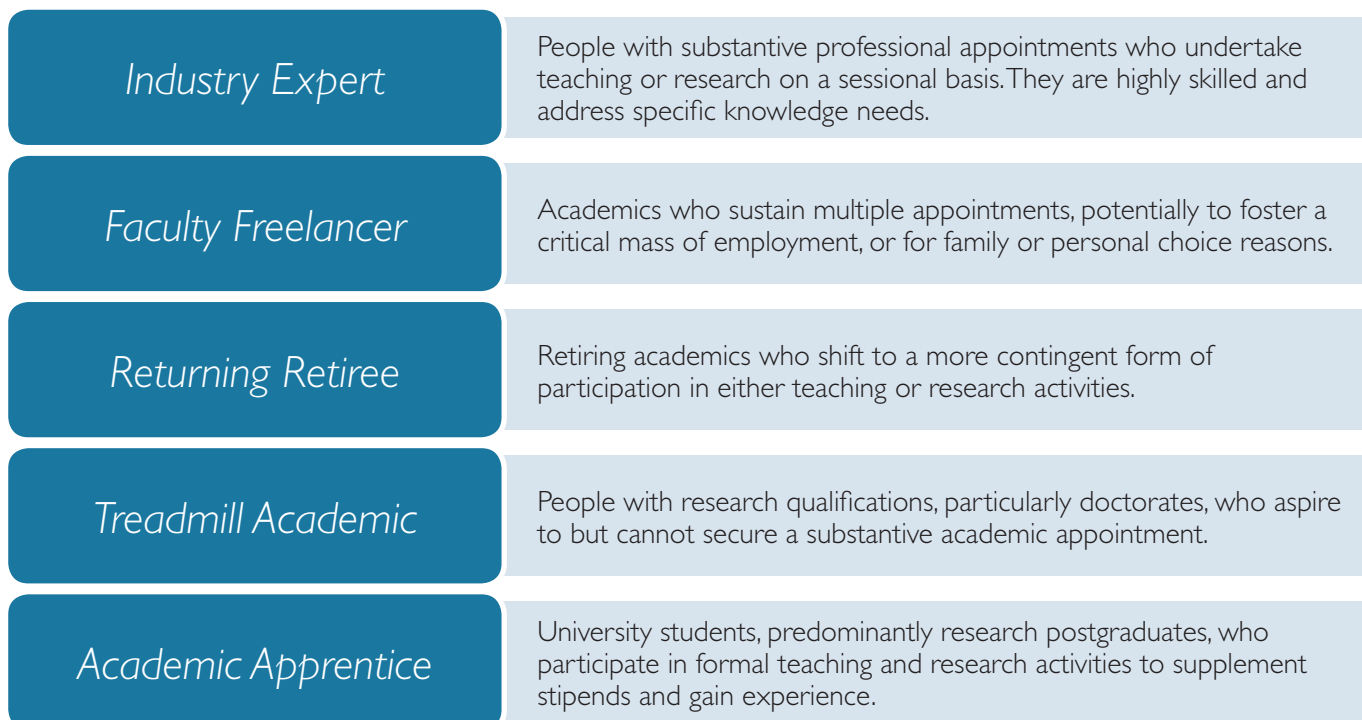 Industry Expert
People with substantive professional appointments who undertake
teaching or research on a sessional basis. They are highly skilled and
address specific knowledge needs.
Faculty Freelancer
Academics who sustain multiple appointments, potentially to foster a
critical mass of employment, or for family or personal choice reasons.
Returning Retiree
Retiring academics who shift to a more contingent form of
participation in either teaching or research activities.
Treadmill Academic
People with research qualifications, particularly doctorates, who aspire
to but cannot secure a substantive academic appointment.
Academic Apprentice
University students, predominantly research postgraduates, who
participate in formal teaching and research activities to supplement
stipends and gain experience.